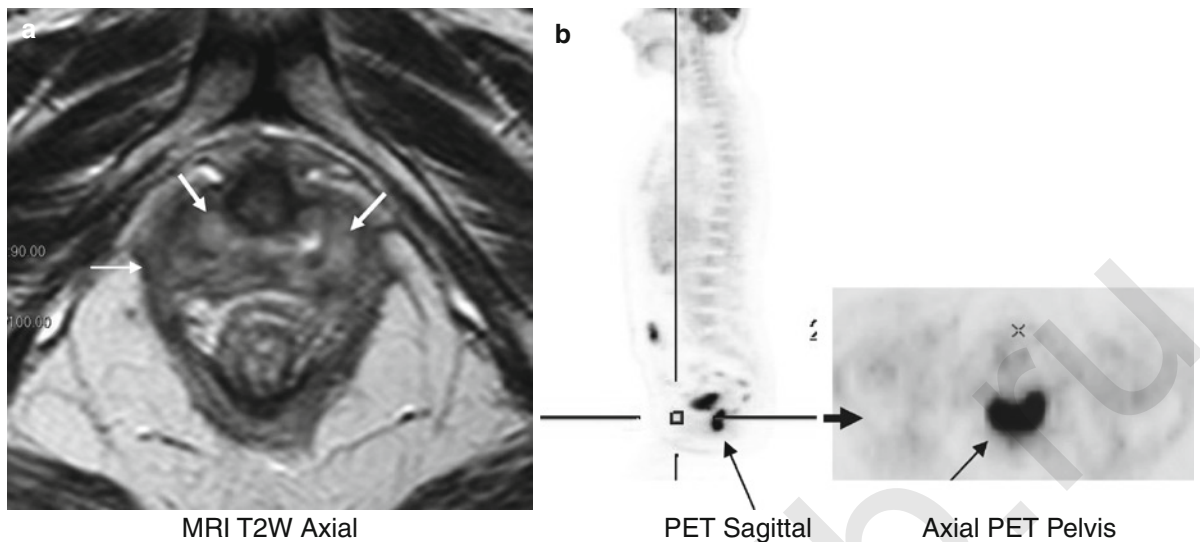 a
b
:90 00
/100.00
MRI T2W Axial
PET Sagittal
Axial PET Pelvis